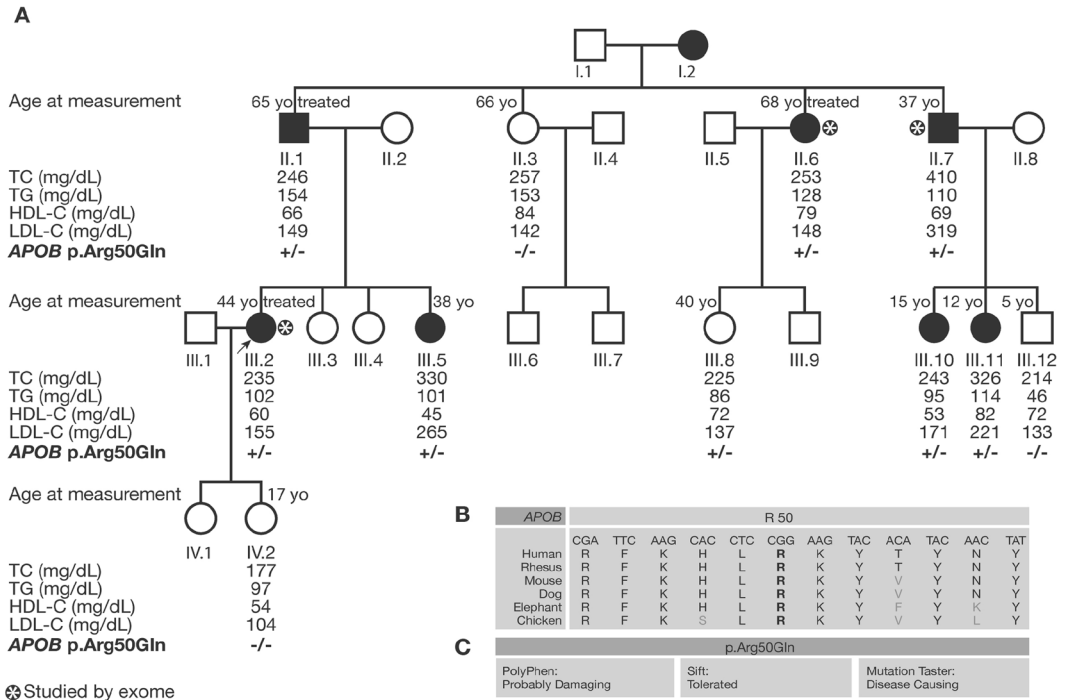 A
I.1 I.2
Age at measurement 65 yo treated 66 yo 68 yo treated 37 yo
II.1 II.2 II.3 II.4 II.5 II.6 II.7 II.8
TC (mg/dL) 246 257 253 410
TG (mg/dL) 154 153 128 110
HDL-C (mg/dL) 66 84 79 69
LDL-C (mg/dL) 149 142 148 319
APOB p.Arg50Gln +/- -/- +/- +/-
Age at measurement 44 yo treated 38 yo 40 yo 15 yo 12 yo 5 yo
III.1 III.2 III.3 III.4 III.5 III.6 III.7 III.8 III.9 III.10 III.11 III.12
TC (mg/dL) 235 330 225 243 326 214
TG (mg/dL) 102 101 86 95 114 46
HDL-C (mg/dL) 60 45 72 53 82 72
LDL-C (mg/dL) 155 265 137 171 221 133
APOB p.Arg50Gln +/- +/- +/- +/- +/- -/-
Age at measurement 17 yo
IV.1 IV.2
TC (mg/dL) 177
TG (mg/dL) 97
HDL-C (mg/dL) 54
LDL-C (mg/dL) 104
APOB p.Arg50Gln -/-
Studied by exome
B
APOB R 50
CGA TTC AAG CAC CTC CGG AAG TAC ACA TAC AAC TAT
Human R F K H L R K Y T Y N Y
Rhesus R F K H L R K Y T Y N Y
Mouse R F K H L R K Y V Y N Y
Dog R F K H L R K Y V Y N Y
Elephant R F K H L R K Y F Y K Y
Chicken R F K S L R K Y V Y L Y
C
p.Arg50Gln
PolyPhen: Sift: Mutation Taster:
Probably Damaging Tolerated Disease Causing